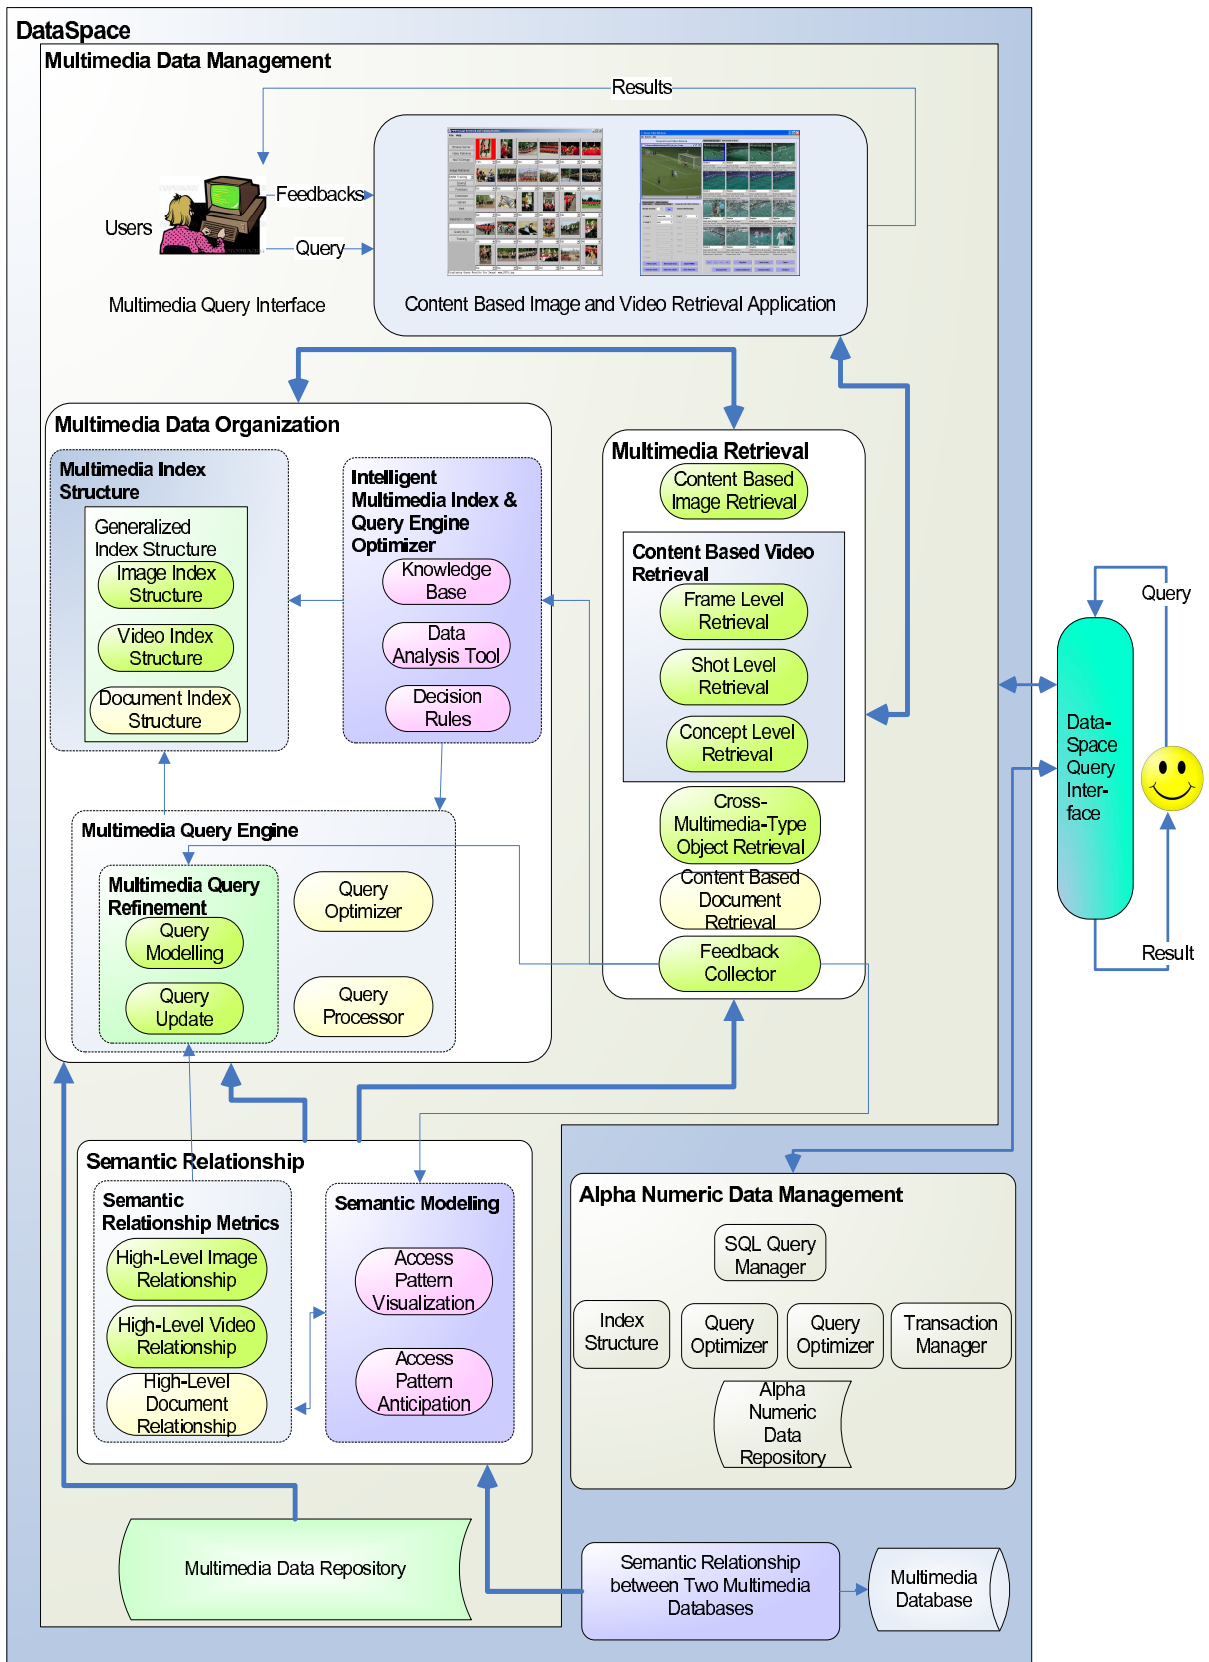 DataSpace
Multimedia Data Management
Results
Feedbacks
Users
Query
Multimedia Query Interface
Content Based Image and Video Retrieval Application
Multimedia Data Organization
Multimedia Index
Structure
Generalized
Index Structure
Image Index
Structure
Video Index
Structure
Document Index
Structure
Intelligent
Multimedia Index &
Query Engine
Optimizer
Knowledge
Base
Data
Analysis Tool
Decision
Rules
Multimedia Query Engine
Multimedia Query
Refinement
Query
Modelling
Query
Update
Query
Optimizer
Query
Processor
Multimedia Retrieval
Content Based
Image Retrieval
Content Based Video
Retrieval
Frame Level
Retrieval
Shot Level
Retrieval
Concept Level
Retrieval
Cross-
Multimedia-Type
Object Retrieval
Content Based
Document
Retrieval
Feedback
Collector
Query
Data-
Space
Query
Inter-
face
Result
Semantic Relationship
Semantic
Relationship Metrics
High-Level Image
Relationship
High-Level Video
Relationship
High-Level
Document
Relationship
Semantic Modeling
Access
Pattern
Visualization
Access
Pattern
Anticipation
Alpha Numeric Data Management
SQL Query
Manager
Index
Structure
Query
Optimizer
Query
Optimizer
Transaction
Manager
Alpha
Numeric
Data
Repository
Multimedia Data Repository
Semantic Relationship
between Two Multimedia
Databases
Multimedia
Database